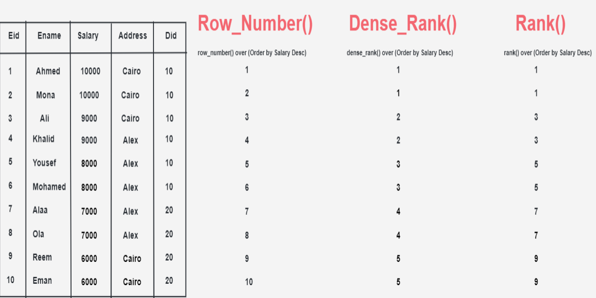 Row_Number() Dense_Rank() Rank()
Eid Ename Salary Address Did
row_number() over (Order by Salary Desc) dense_rank() over (Order by Salary Desc) rank() over (Order by Salary Desc)
1 Ahmed 10000 Cairo 10 1 1 1
2 Mona 10000 Cairo 10 2 1 1
3 Ali 9000 Cairo 10 3 2 3
4 Khalid 9000 Alex 10 4 2 3
5 Yousef 8000 Alex 10 5 3 5
6 Mohamed 8000 Alex 10 6 3 5
7 Alaa 7000 Alex 20 7 4 7
8 Ola 7000 Alex 20 8 4 7
9 Reem 6000 Cairo 20 9 5 9
10 Eman 6000 Cairo 20 10 5 9